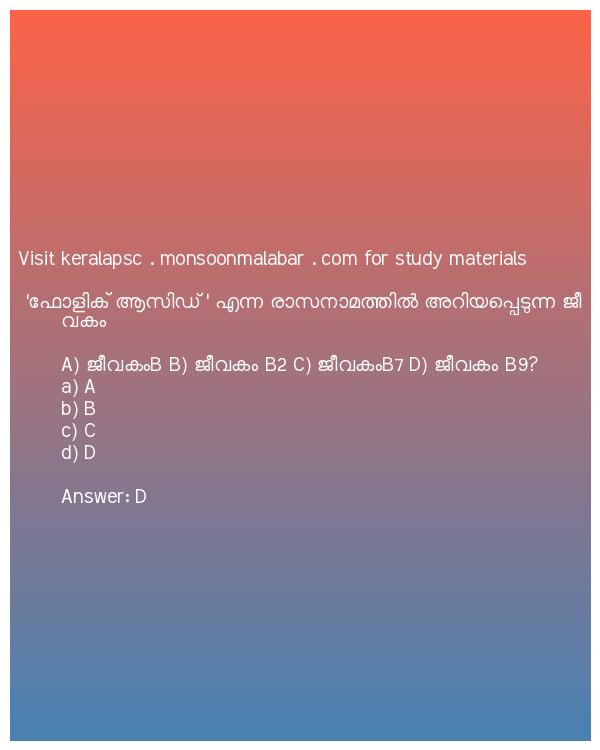 Visit keralapsc . monsoonmalabar . com for study materials
'ഫോളിക് ആസിഡ് ' എന്ന രാസനാമത്തിൽ അറിയപ്പെടുന്ന ജീ
വകം
A) ജീവകംB B) ജീവകം B2 C) ജീവകംB7 D) ജീവകം B9?
a) A
b) B
c) C
d) D
Answer: D